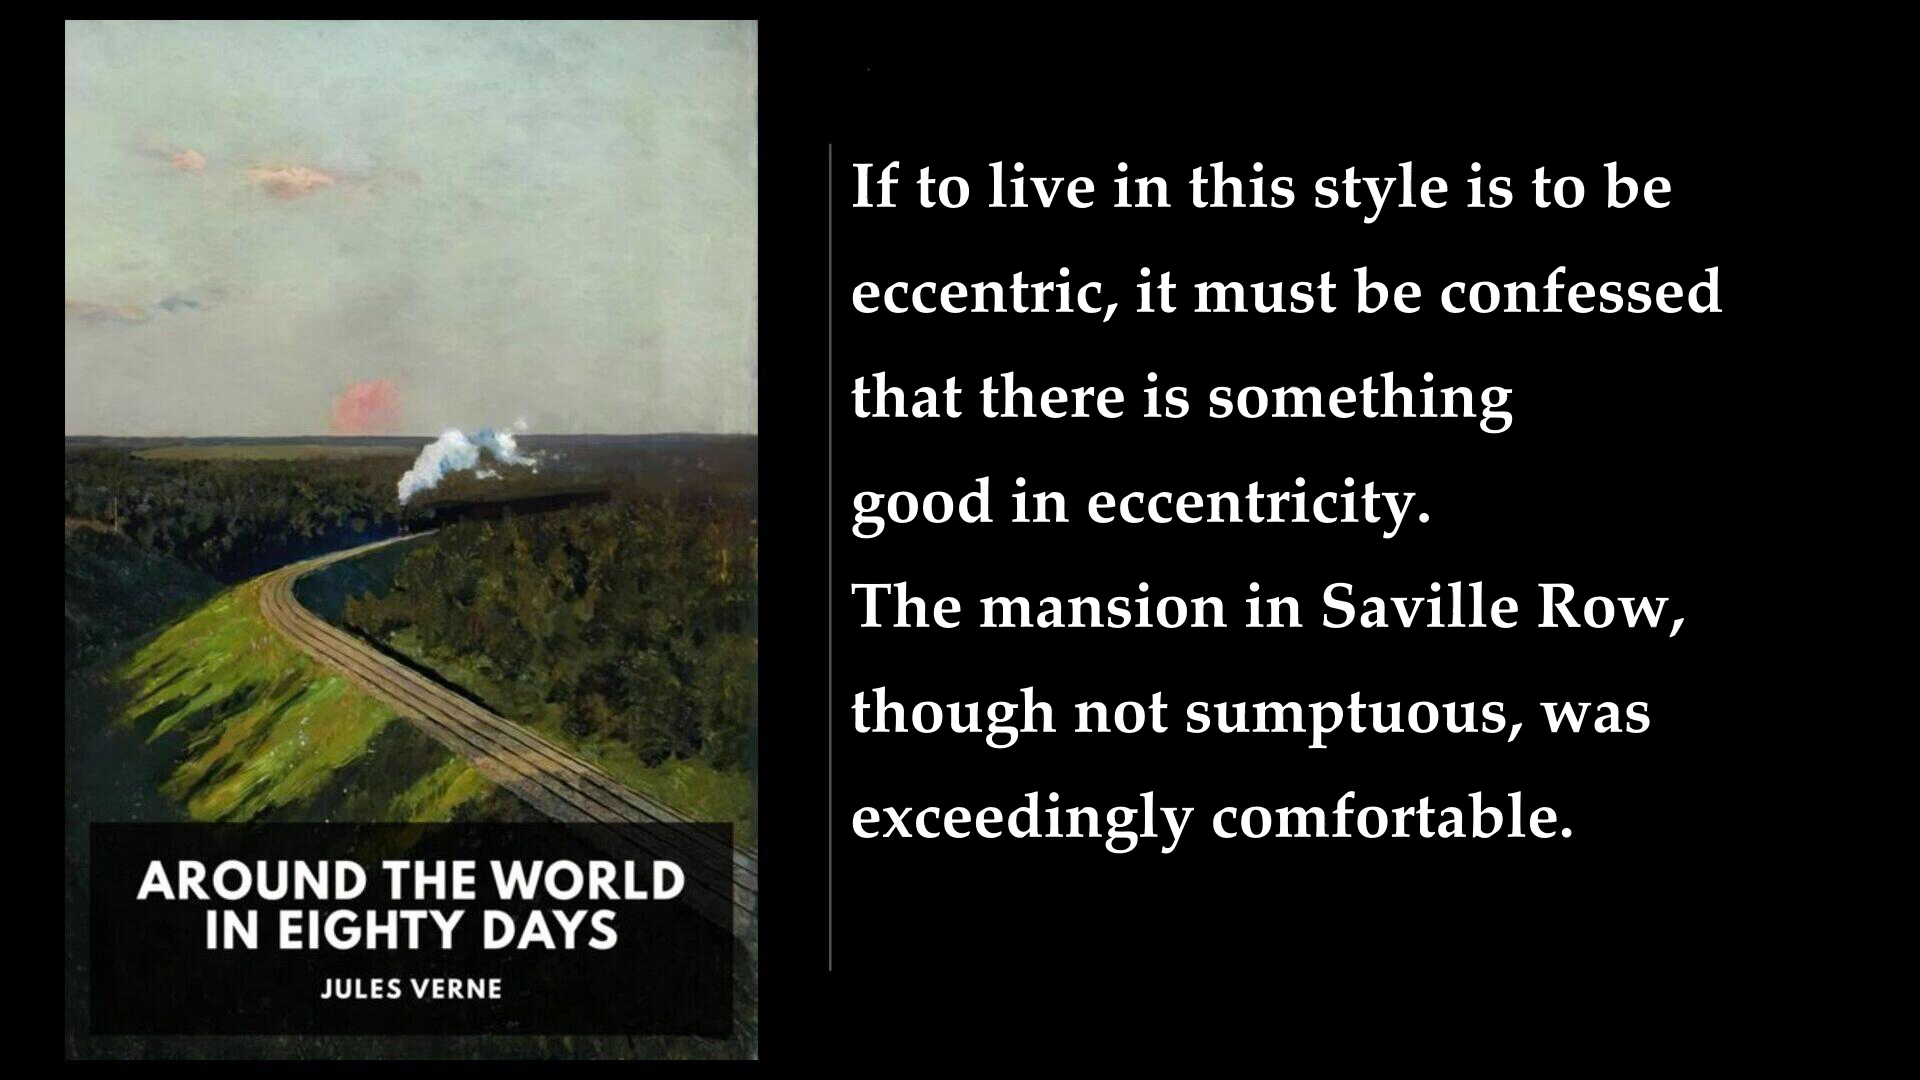 If to live in this style is to be
eccentric, it must be confessed
that there is something
good in eccentricity.
The mansion in Saville Row,
though not sumptuous, was
exceedingly comfortable.
AROUND THE WORLD
IN EIGHTY DAYS
JULES VERNE